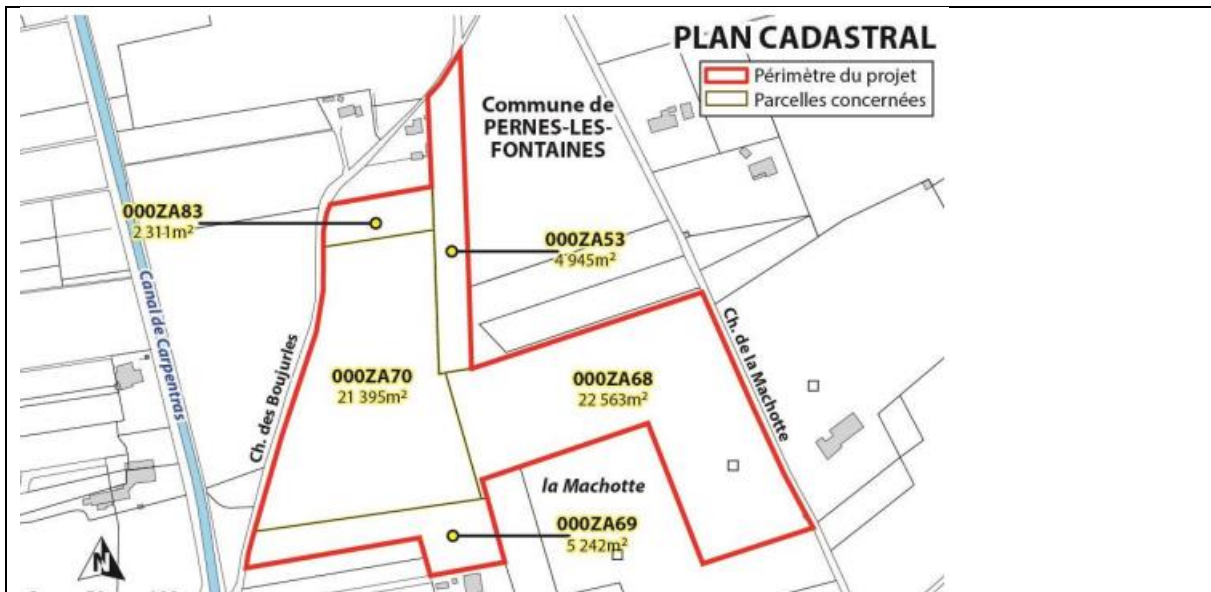 PLAN CADASTRAL
Périmètre du projet
Parcelles concernées
Commune de
PERNES-LES-
FONTAINES
000ZA83
2 311m²
000ZA53
4 945m²
Canal de Carpentras
Ch. des Boujurles
000ZA70
21 395m²
000ZA68
22 563m²
Ch. de la Machotte
la Machotte
000ZA69
5 242m²
N